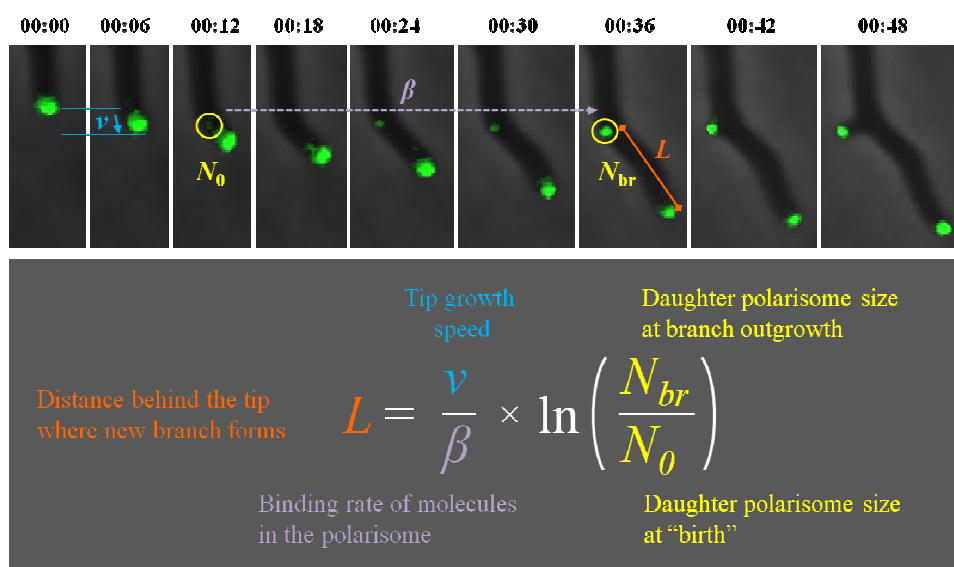 00:00 00:06 00:12 00:18 00:24 00:30 00:36 00:42 00:48
v
β
N0
Nbr
L
Tip growth
speed
Daughter polarisome size
at branch outgrowth
Distance behind the tip
where new branch forms
L = v/β × ln(Nbr/N0)
Binding rate of molecules
in the polarisome
Daughter polarisome size
at “birth”